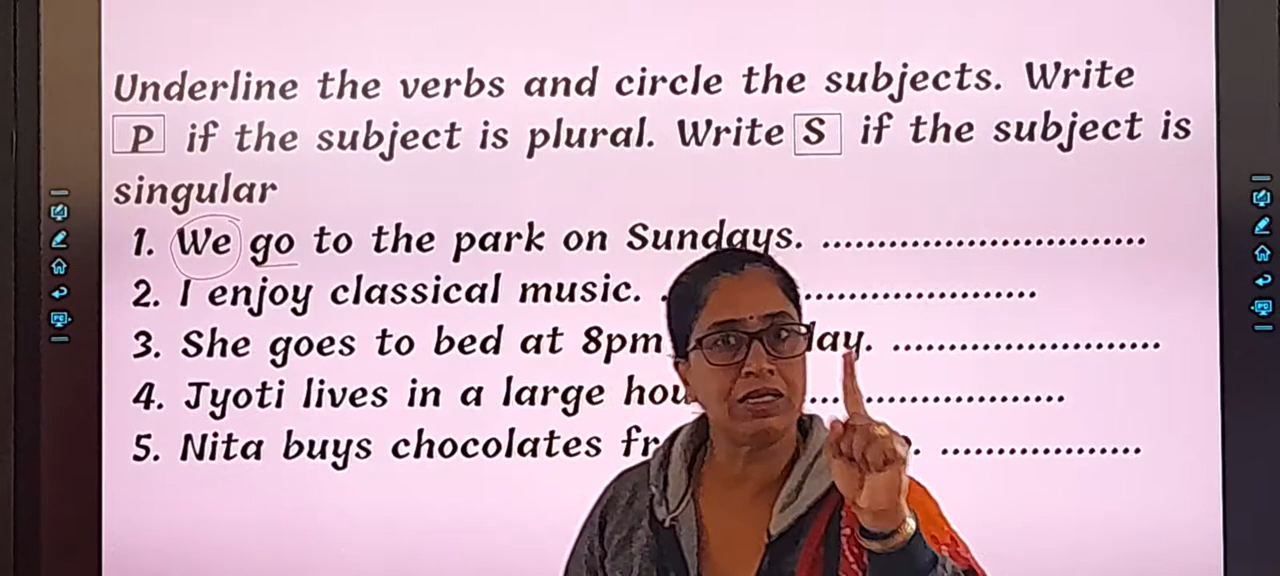 Underline the verbs and circle the subjects. Write
P if the subject is plural. Write S if the subject is
singular
1. We go to the park on Sundays. ..............................
2. I enjoy classical music. ......................
3. She goes to bed at 8pm .........................
4. Jyoti lives in a large ......................
5. Nita buys chocolates ..................